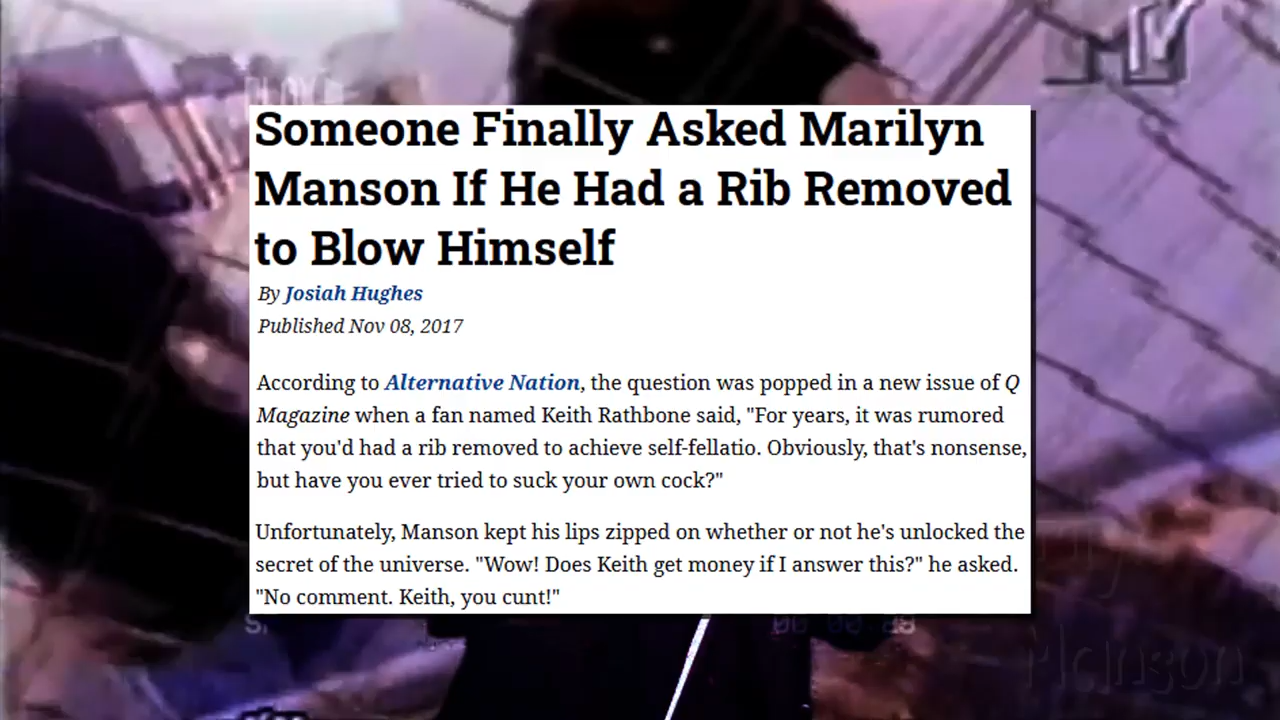 MTV
PLAY
Someone Finally Asked Marilyn
Manson If He Had a Rib Removed
to Blow Himself
By Josiah Hughes
Published Nov 08, 2017
According to Alternative Nation, the question was popped in a new issue of Q
Magazine when a fan named Keith Rathbone said, "For years, it was rumored
that you'd had a rib removed to achieve self-fellatio. Obviously, that's nonsense,
but have you ever tried to suck your own cock?"
Unfortunately, Manson kept his lips zipped on whether or not he's unlocked the
secret of the universe. "Wow! Does Keith get money if I answer this?" he asked.
"No comment. Keith, you cunt!"
Manson